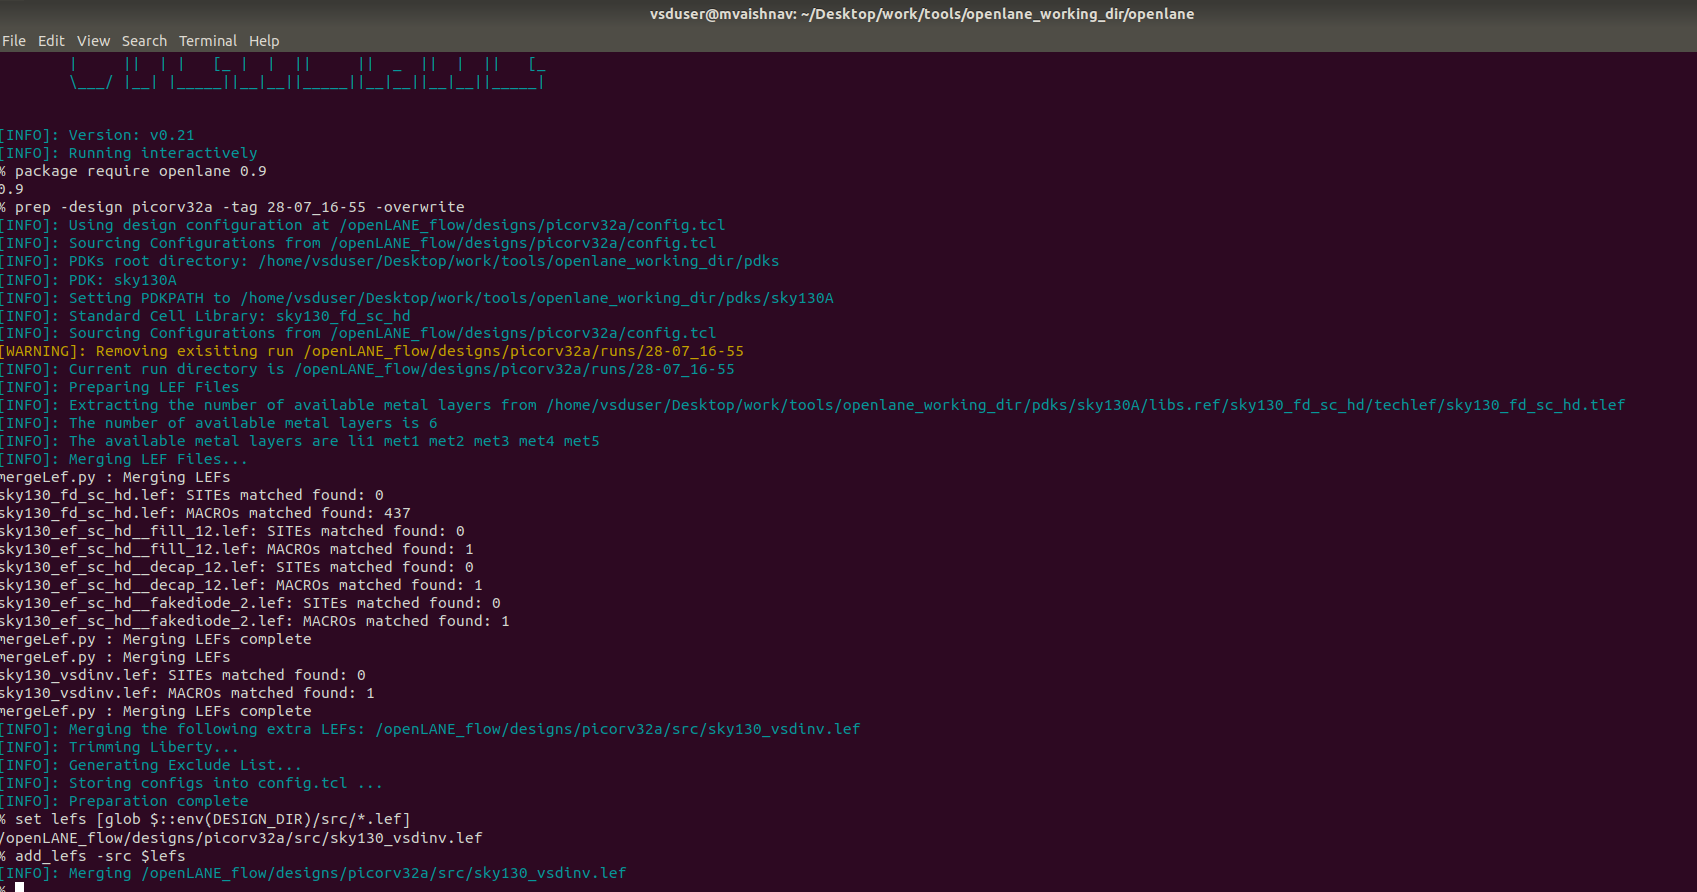 vsduser@mvaishnav: ~/Desktop/work/tools/openlane_working_dir/openlane
File Edit View Search Terminal Help
|     ||  | |   [_ |  |  ||     ||  _  ||  |  ||   [_
\___/ |__| |_____||__|__||_____||__|__||__|__||_____|
[INFO]: Version: v0.21
[INFO]: Running interactively
% package require openlane 0.9
0.9
% prep -design picorv32a -tag 28-07_16-55 -overwrite
[INFO]: Using design configuration at /openLANE_flow/designs/picorv32a/config.tcl
[INFO]: Sourcing Configurations from /openLANE_flow/designs/picorv32a/config.tcl
[INFO]: PDKs root directory: /home/vsduser/Desktop/work/tools/openlane_working_dir/pdks
[INFO]: PDK: sky130A
[INFO]: Setting PDKPATH to /home/vsduser/Desktop/work/tools/openlane_working_dir/pdks/sky130A
[INFO]: Standard Cell Library: sky130_fd_sc_hd
[INFO]: Sourcing Configurations from /openLANE_flow/designs/picorv32a/config.tcl
[WARNING]: Removing exisiting run /openLANE_flow/designs/picorv32a/runs/28-07_16-55
[INFO]: Current run directory is /openLANE_flow/designs/picorv32a/runs/28-07_16-55
[INFO]: Preparing LEF Files
[INFO]: Extracting the number of available metal layers from /home/vsduser/Desktop/work/tools/openlane_working_dir/pdks/sky130A/libs.ref/sky130_fd_sc_hd/techlef/sky130_fd_sc_hd.tlef
[INFO]: The number of available metal layers is 6
[INFO]: The available metal layers are li1 met1 met2 met3 met4 met5
[INFO]: Merging LEF Files...
mergeLef.py : Merging LEFs
sky130_fd_sc_hd.lef: SITEs matched found: 0
sky130_fd_sc_hd.lef: MACROs matched found: 437
sky130_ef_sc_hd__fill_12.lef: SITEs matched found: 0
sky130_ef_sc_hd__fill_12.lef: MACROs matched found: 1
sky130_ef_sc_hd__decap_12.lef: SITEs matched found: 0
sky130_ef_sc_hd__decap_12.lef: MACROs matched found: 1
sky130_ef_sc_hd__fakediode_2.lef: SITEs matched found: 0
sky130_ef_sc_hd__fakediode_2.lef: MACROs matched found: 1
mergeLef.py : Merging LEFs complete
mergeLef.py : Merging LEFs
sky130_vsdinv.lef: SITEs matched found: 0
sky130_vsdinv.lef: MACROs matched found: 1
mergeLef.py : Merging LEFs complete
[INFO]: Merging the following extra LEFs: /openLANE_flow/designs/picorv32a/src/sky130_vsdinv.lef
[INFO]: Trimming Liberty...
[INFO]: Generating Exclude List...
[INFO]: Storing configs into config.tcl ...
[INFO]: Preparation complete
% set lefs [glob $::env(DESIGN_DIR)/src/*.lef]
/openLANE_flow/designs/picorv32a/src/sky130_vsdinv.lef
% add_lefs -src $lefs
[INFO]: Merging /openLANE_flow/designs/picorv32a/src/sky130_vsdinv.lef
%